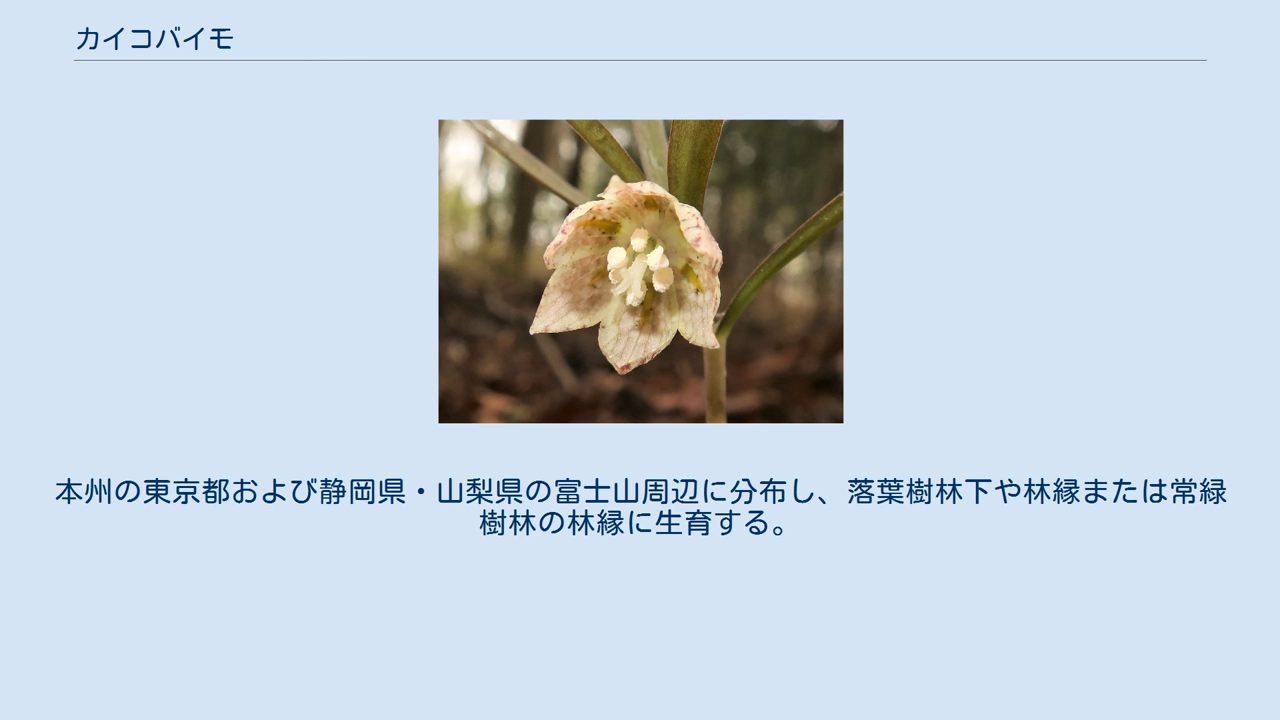 カイコバイモ
本州の東京都および静岡県・山梨県の富士山周辺に分布し、落葉樹林下や林縁または常緑
樹林の林縁に生育する。